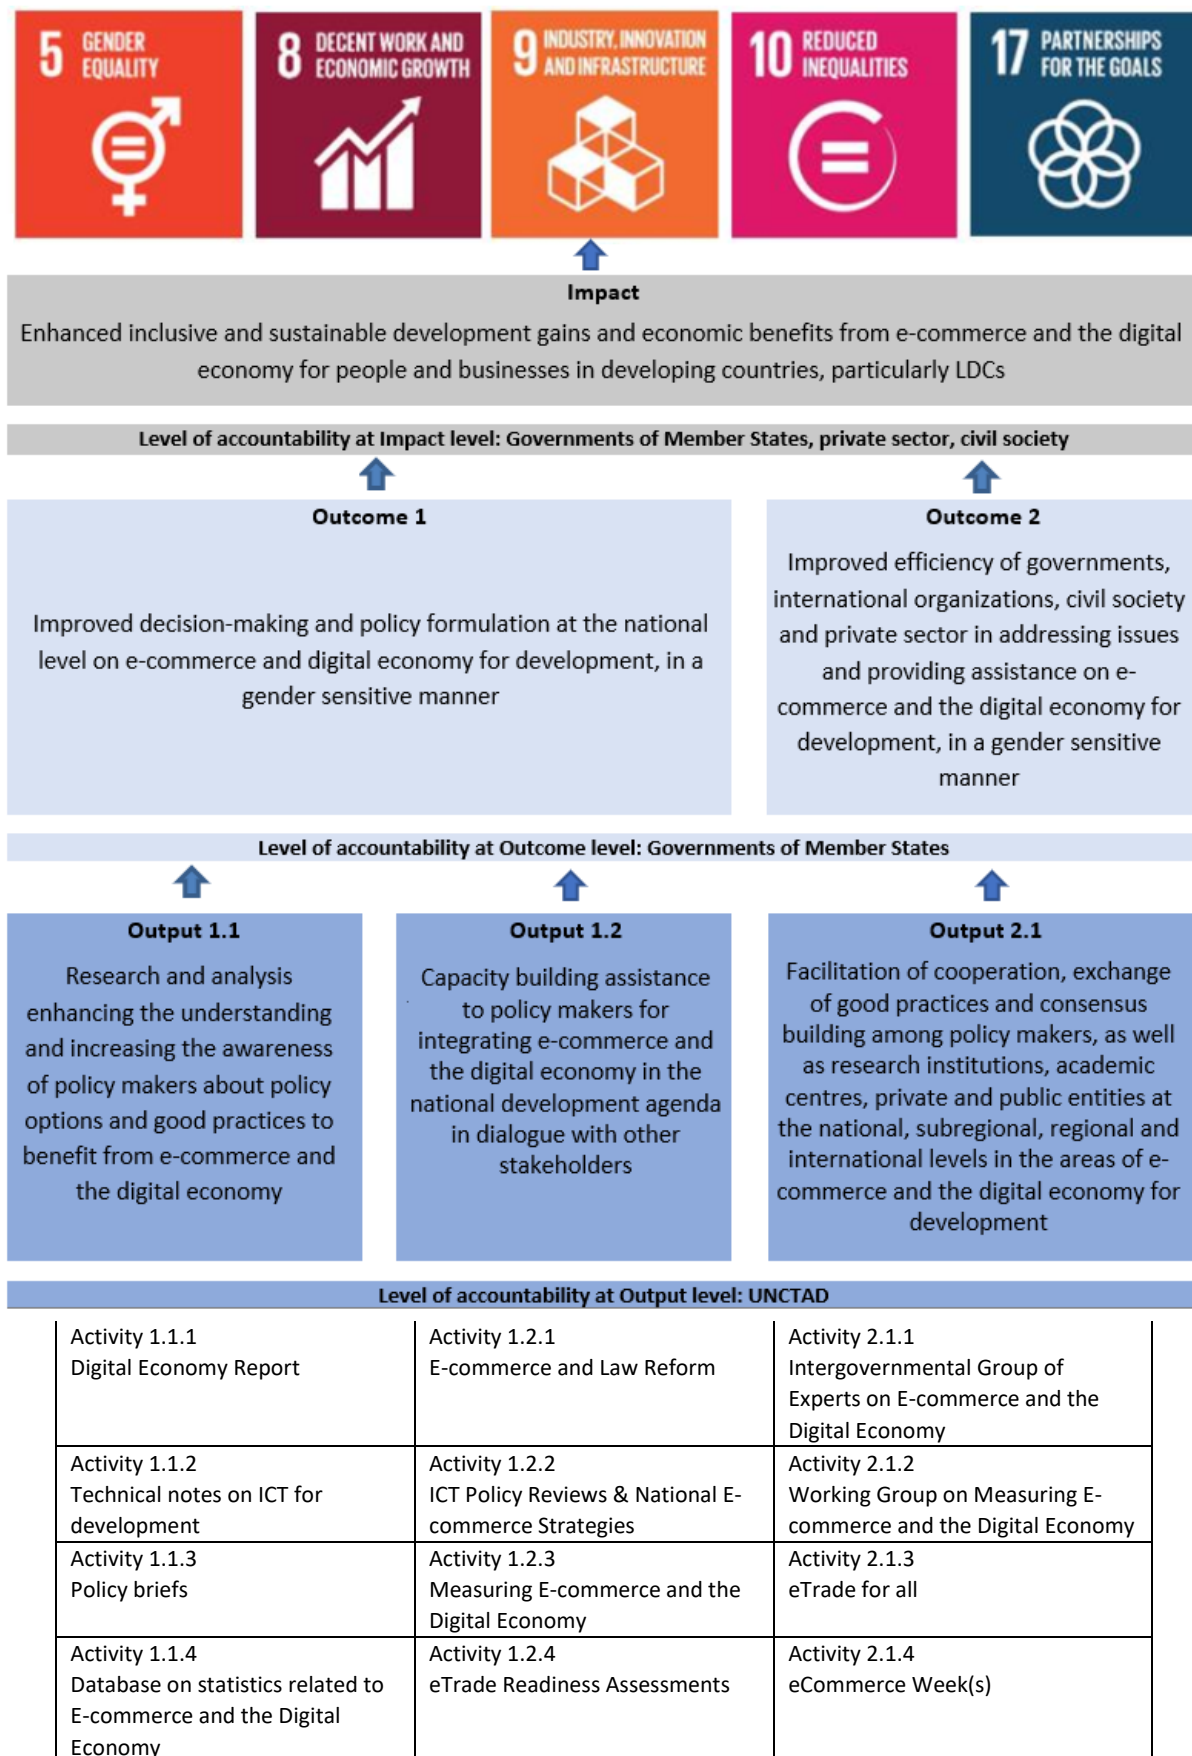 5 GENDER
EQUALITY
8 DECENT WORK AND
ECONOMIC GROWTH
9 INDUSTRY, INNOVATION
AND INFRASTRUCTURE
10 REDUCED
INEQUALITIES
17 PARTNERSHIPS
FOR THE GOALS
Impact
Enhanced inclusive and sustainable development gains and economic benefits from e-commerce and the digital
economy for people and businesses in developing countries, particularly LDCs
Level of accountability at Impact level: Governments of Member States, private sector, civil society
Outcome 1
Improved decision-making and policy formulation at the national
level on e-commerce and digital economy for development, in a
gender sensitive manner
Outcome 2
Improved efficiency of governments,
international organizations, civil society
and private sector in addressing issues
and providing assistance on e-
commerce and the digital economy for
development, in a gender sensitive
manner
Level of accountability at Outcome level: Governments of Member States
Output 1.1
Research and analysis
enhancing the understanding
and increasing the awareness
of policy makers about policy
options and good practices to
benefit from e-commerce and
the digital economy
Output 1.2
Capacity building assistance
to policy makers for
integrating e-commerce and
the digital economy in the
national development agenda
in dialogue with other
stakeholders
Output 2.1
Facilitation of cooperation, exchange
of good practices and consensus
building among policy makers, as well
as research institutions, academic
centres, private and public entities at
the national, subregional, regional and
international levels in the areas of e-
commerce and the digital economy for
development
Level of accountability at Output level: UNCTAD
Activity 1.1.1
Digital Economy Report
Activity 1.2.1
E-commerce and Law Reform
Activity 2.1.1
Intergovernmental Group of
Experts on E-commerce and the
Digital Economy
Activity 1.1.2
Technical notes on ICT for
development
Activity 1.2.2
ICT Policy Reviews & National E-
commerce Strategies
Activity 2.1.2
Working Group on Measuring E-
commerce and the Digital Economy
Activity 1.1.3
Policy briefs
Activity 1.2.3
Measuring E-commerce and the
Digital Economy
Activity 2.1.3
eTrade for all
Activity 1.1.4
Database on statistics related to
E-commerce and the Digital
Economy
Activity 1.2.4
eTrade Readiness Assessments
Activity 2.1.4
eCommerce Week(s)